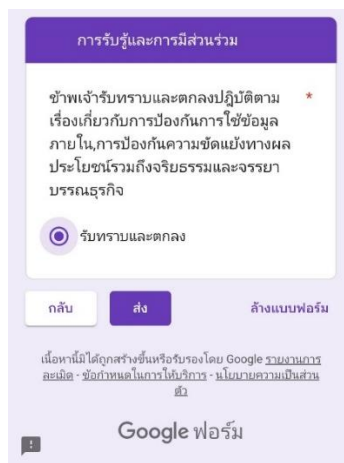 การรับรู้และการมีส่วนร่วม
ข้าพเจ้ารับทราบและตกลงปฎิบัติตาม *
เรื่องเกี่ยวกับการป้องกันการใช้ข้อมูล
ภายใน,การป้องกันความขัดแย้งทางผล
ประโยชน์รวมถึงจริยธรรมและจรรยา
บรรณธุรกิจ
รับทราบและตกลง
กลับ ส่ง ล้างแบบฟอร์ม
เนื้อหานี้มิได้ถูกสร้างขึ้นหรือรับรองโดย Google รายงานการ
ละเมิด - ข้อกำหนดในการให้บริการ - นโยบายความเป็นส่วน
ตัว
Google ฟอร์ม